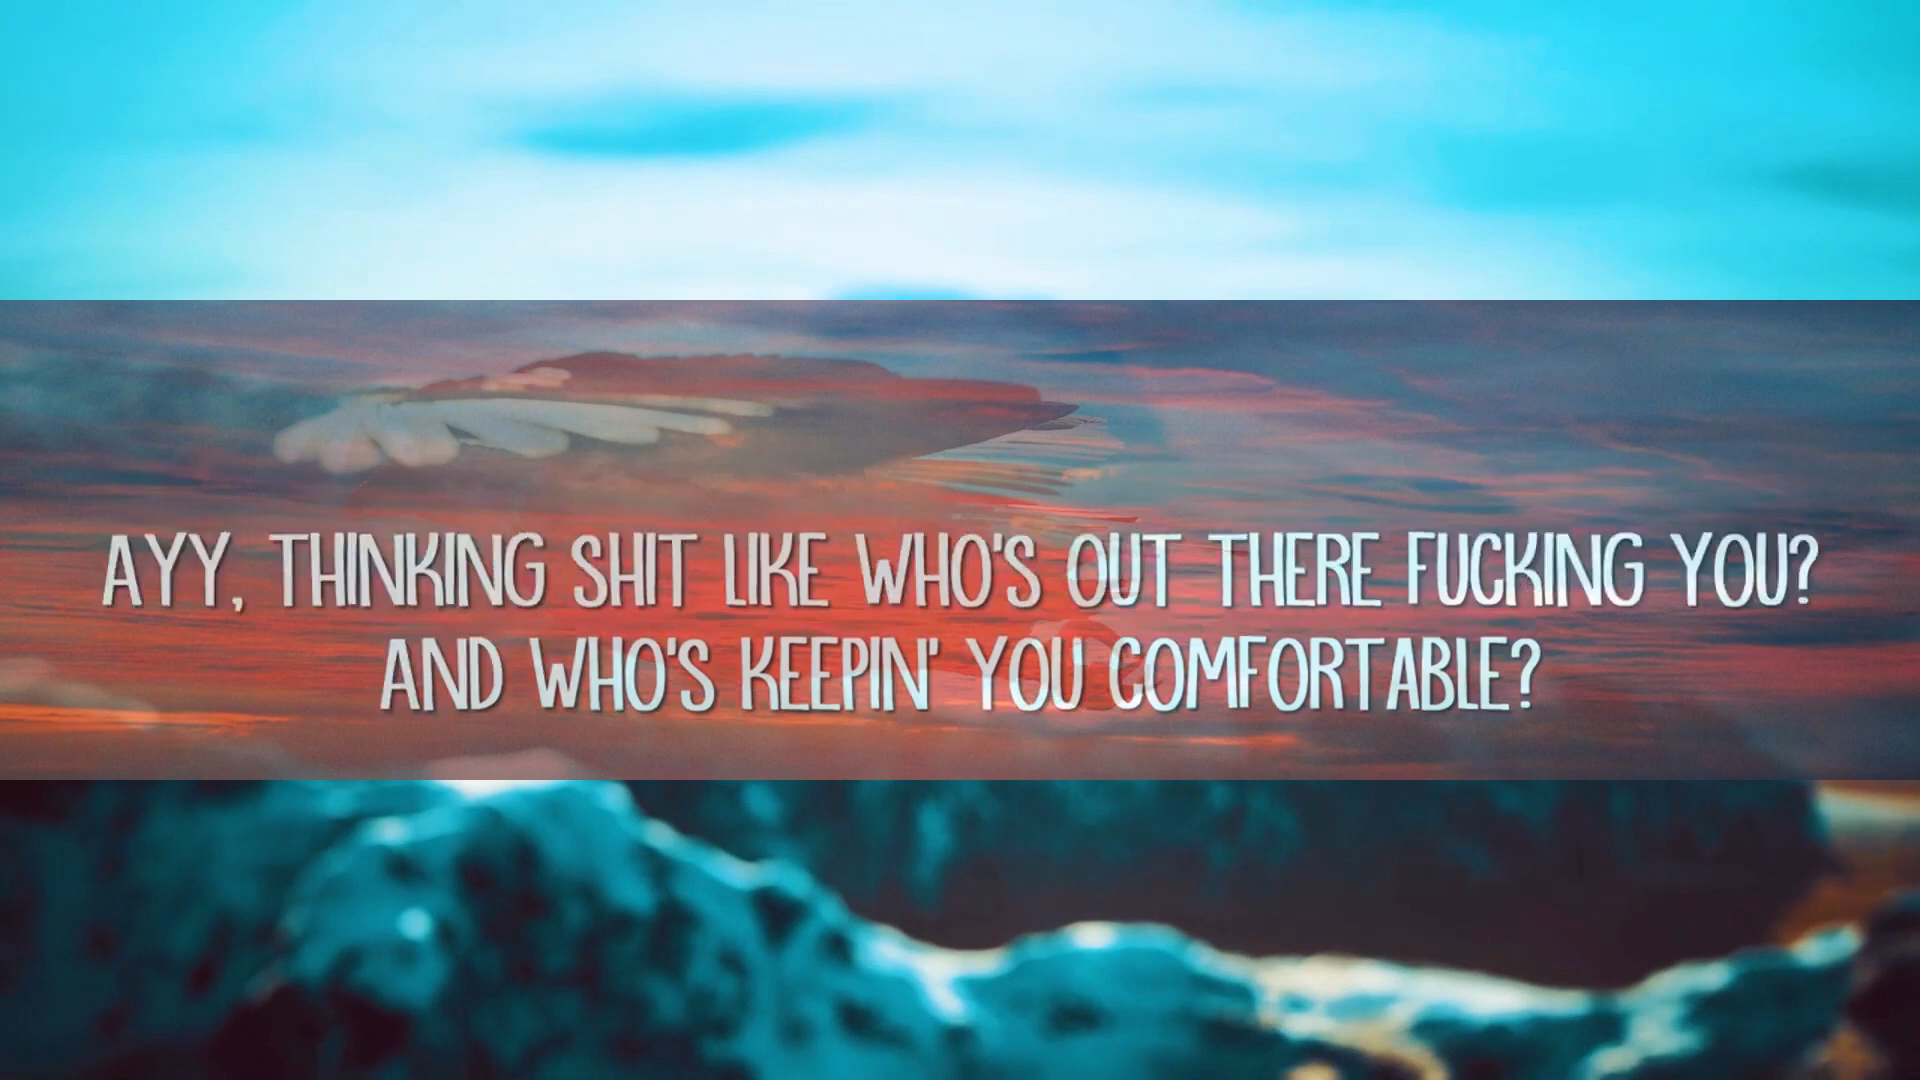 AYY, THINKING SHIT LIKE WHO'S OUT THERE FUCKING YOU?
AND WHO'S KEEPIN' YOU COMFORTABLE?